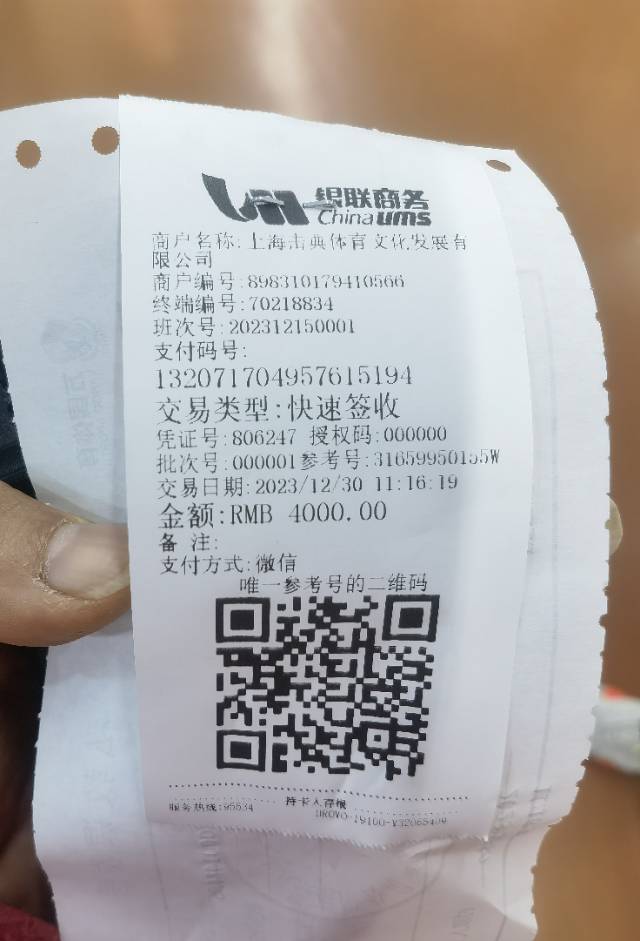 银联商务
China ums
商户名称:上海击典体育文化发展有
限公司
商户编号:898310179410566
终端编号:70218834
班次号:202312150001
支付码号:
132071704957615194
交易类型:快速签收
凭证号:806247 授权码:000000
批次号:000001参考号:31659950155W
交易日期:2023/12/30 11:16:19
金额:RMB 4000.00
备 注:
支付方式:微信
唯一参考号的二维码
持卡人存根
服务热线:95534